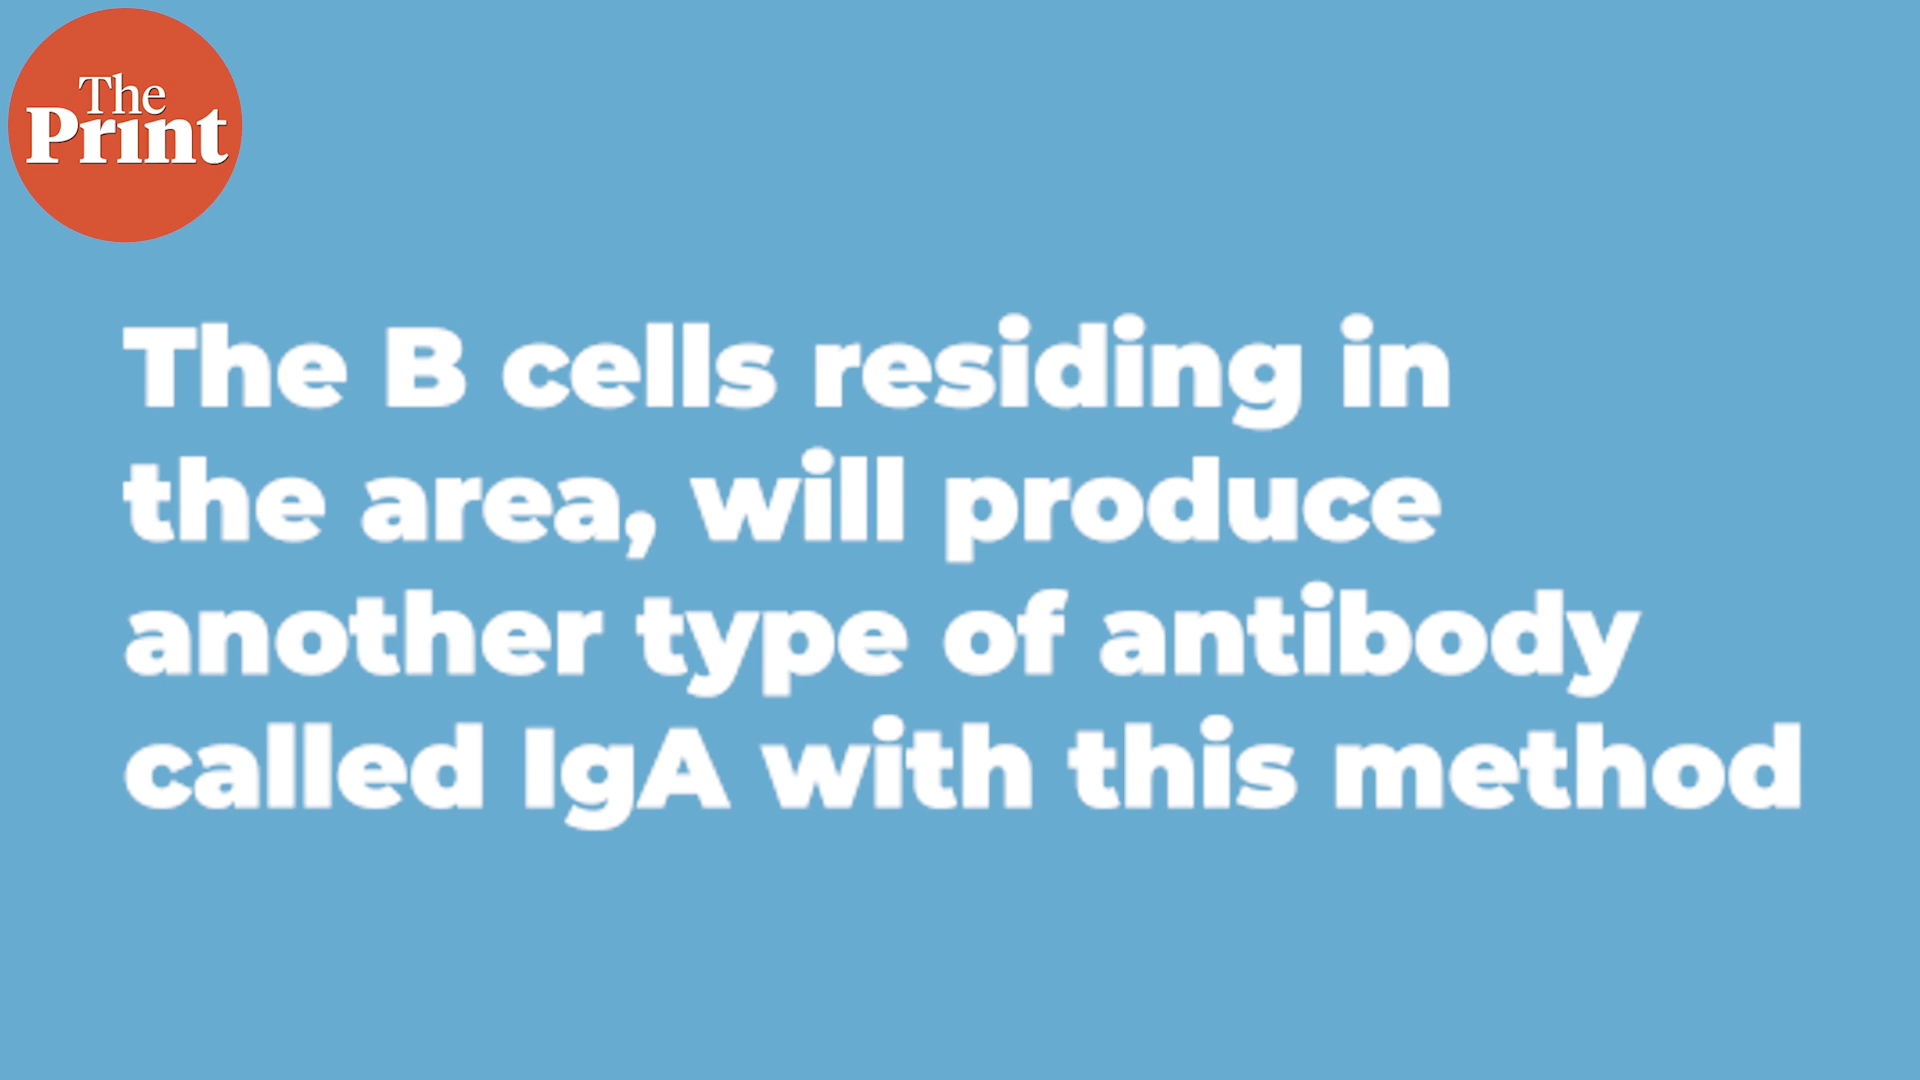 The
Print
The B cells residing in
the area, will produce
another type of antibody
called IgA with this method